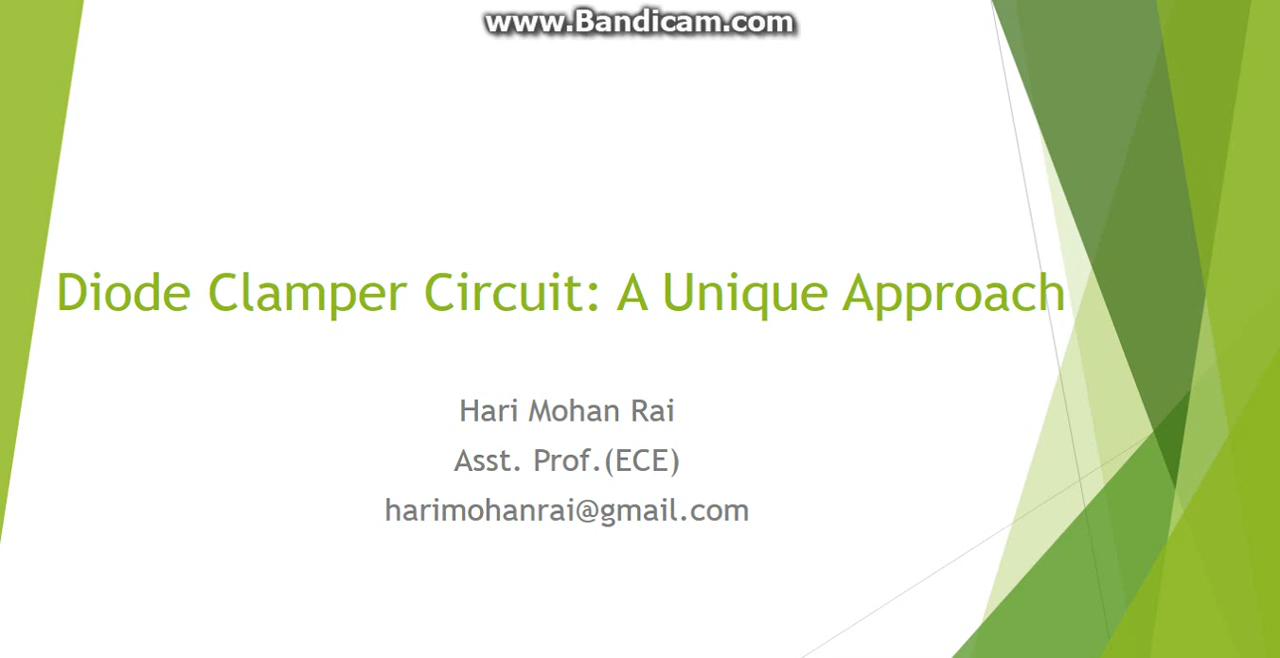 www.Bandicam.com
Diode Clamper Circuit: A Unique Approach
Hari Mohan Rai
Asst. Prof.(ECE)
harimohanrai@gmail.com